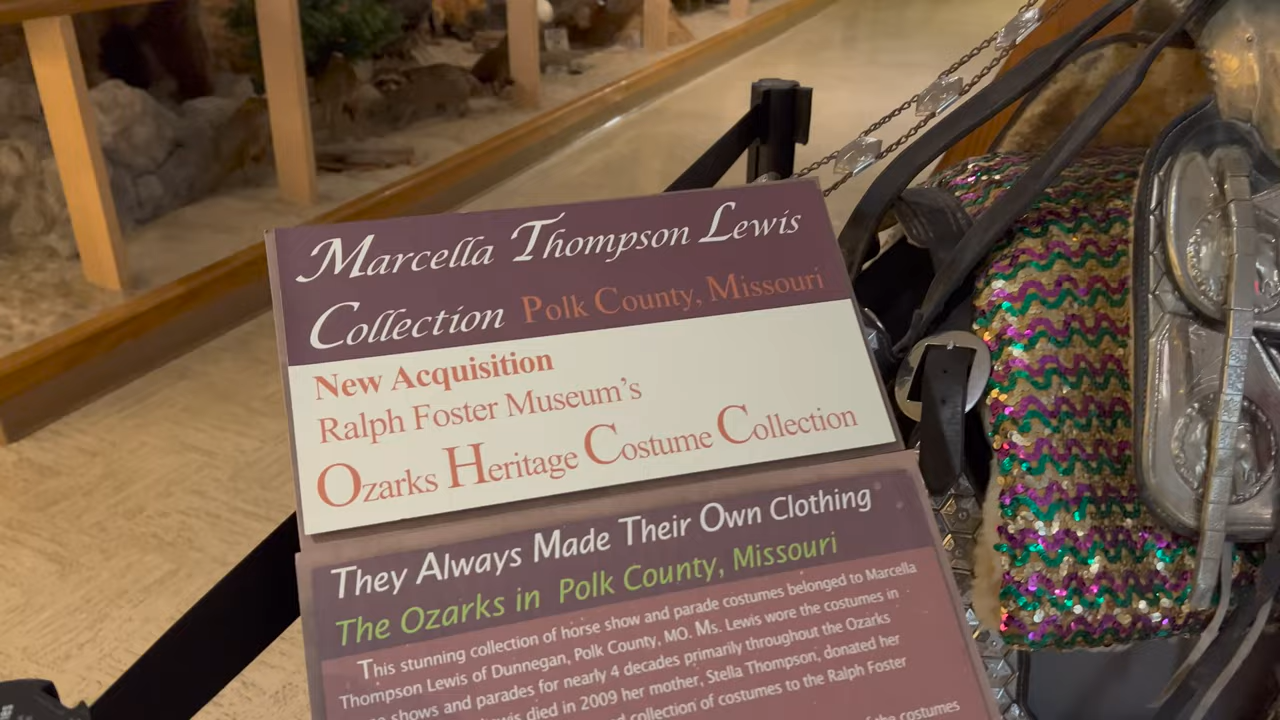 Marcella Thompson Lewis
Collection Polk County, Missouri
New Acquisition
Ralph Foster Museum's
Ozarks Heritage Costume Collection
They Always Made Their Own Clothing
The Ozarks in Polk County, Missouri
This stunning collection of horse show and parade costumes belonged to Marcella
Thompson Lewis of Dunnegan, Polk County, MO. Ms. Lewis wore the costumes in
shows and parades for nearly 4 decades primarily throughout the Ozarks
died in 2009 her mother, Stella Thompson, donated her
collection of costumes to the Ralph Foster
of the costumes